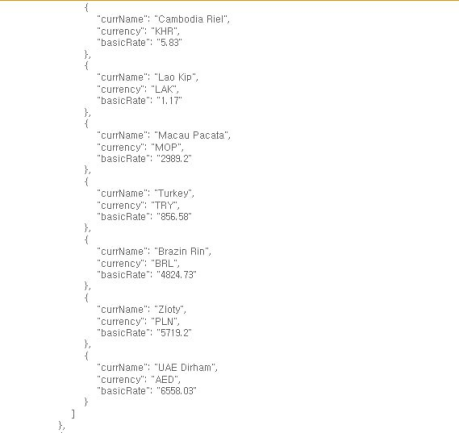 {
"currName": "Cambodia Riel",
"currency": "KHR",
"basicRate": "5.83"
},
{
"currName": "Lao Kip",
"currency": "LAK",
"basicRate": "1.17"
},
{
"currName": "Macau Pacata",
"currency": "MOP",
"basicRate": "2989.2"
},
{
"currName": "Turkey",
"currency": "TRY",
"basicRate": "856.58"
},
{
"currName": "Brazin Rin",
"currency": "BRL",
"basicRate": "4824.73"
},
{
"currName": "Zloty",
"currency": "PLN",
"basicRate": "5719.2"
},
{
"currName": "UAE Dirham",
"currency": "AED",
"basicRate": "6558.03"
}
]
},